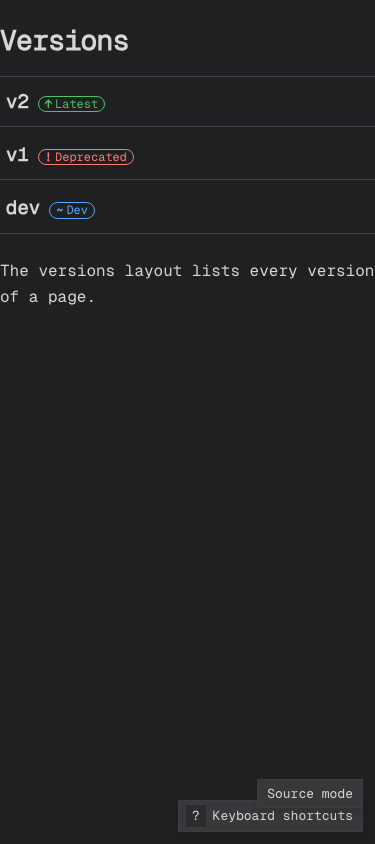 Versions
v2 ↑ Latest
v1 ! Deprecated
dev ~ Dev
The versions layout lists every version
of a page.
Source mode
? Keyboard shortcuts